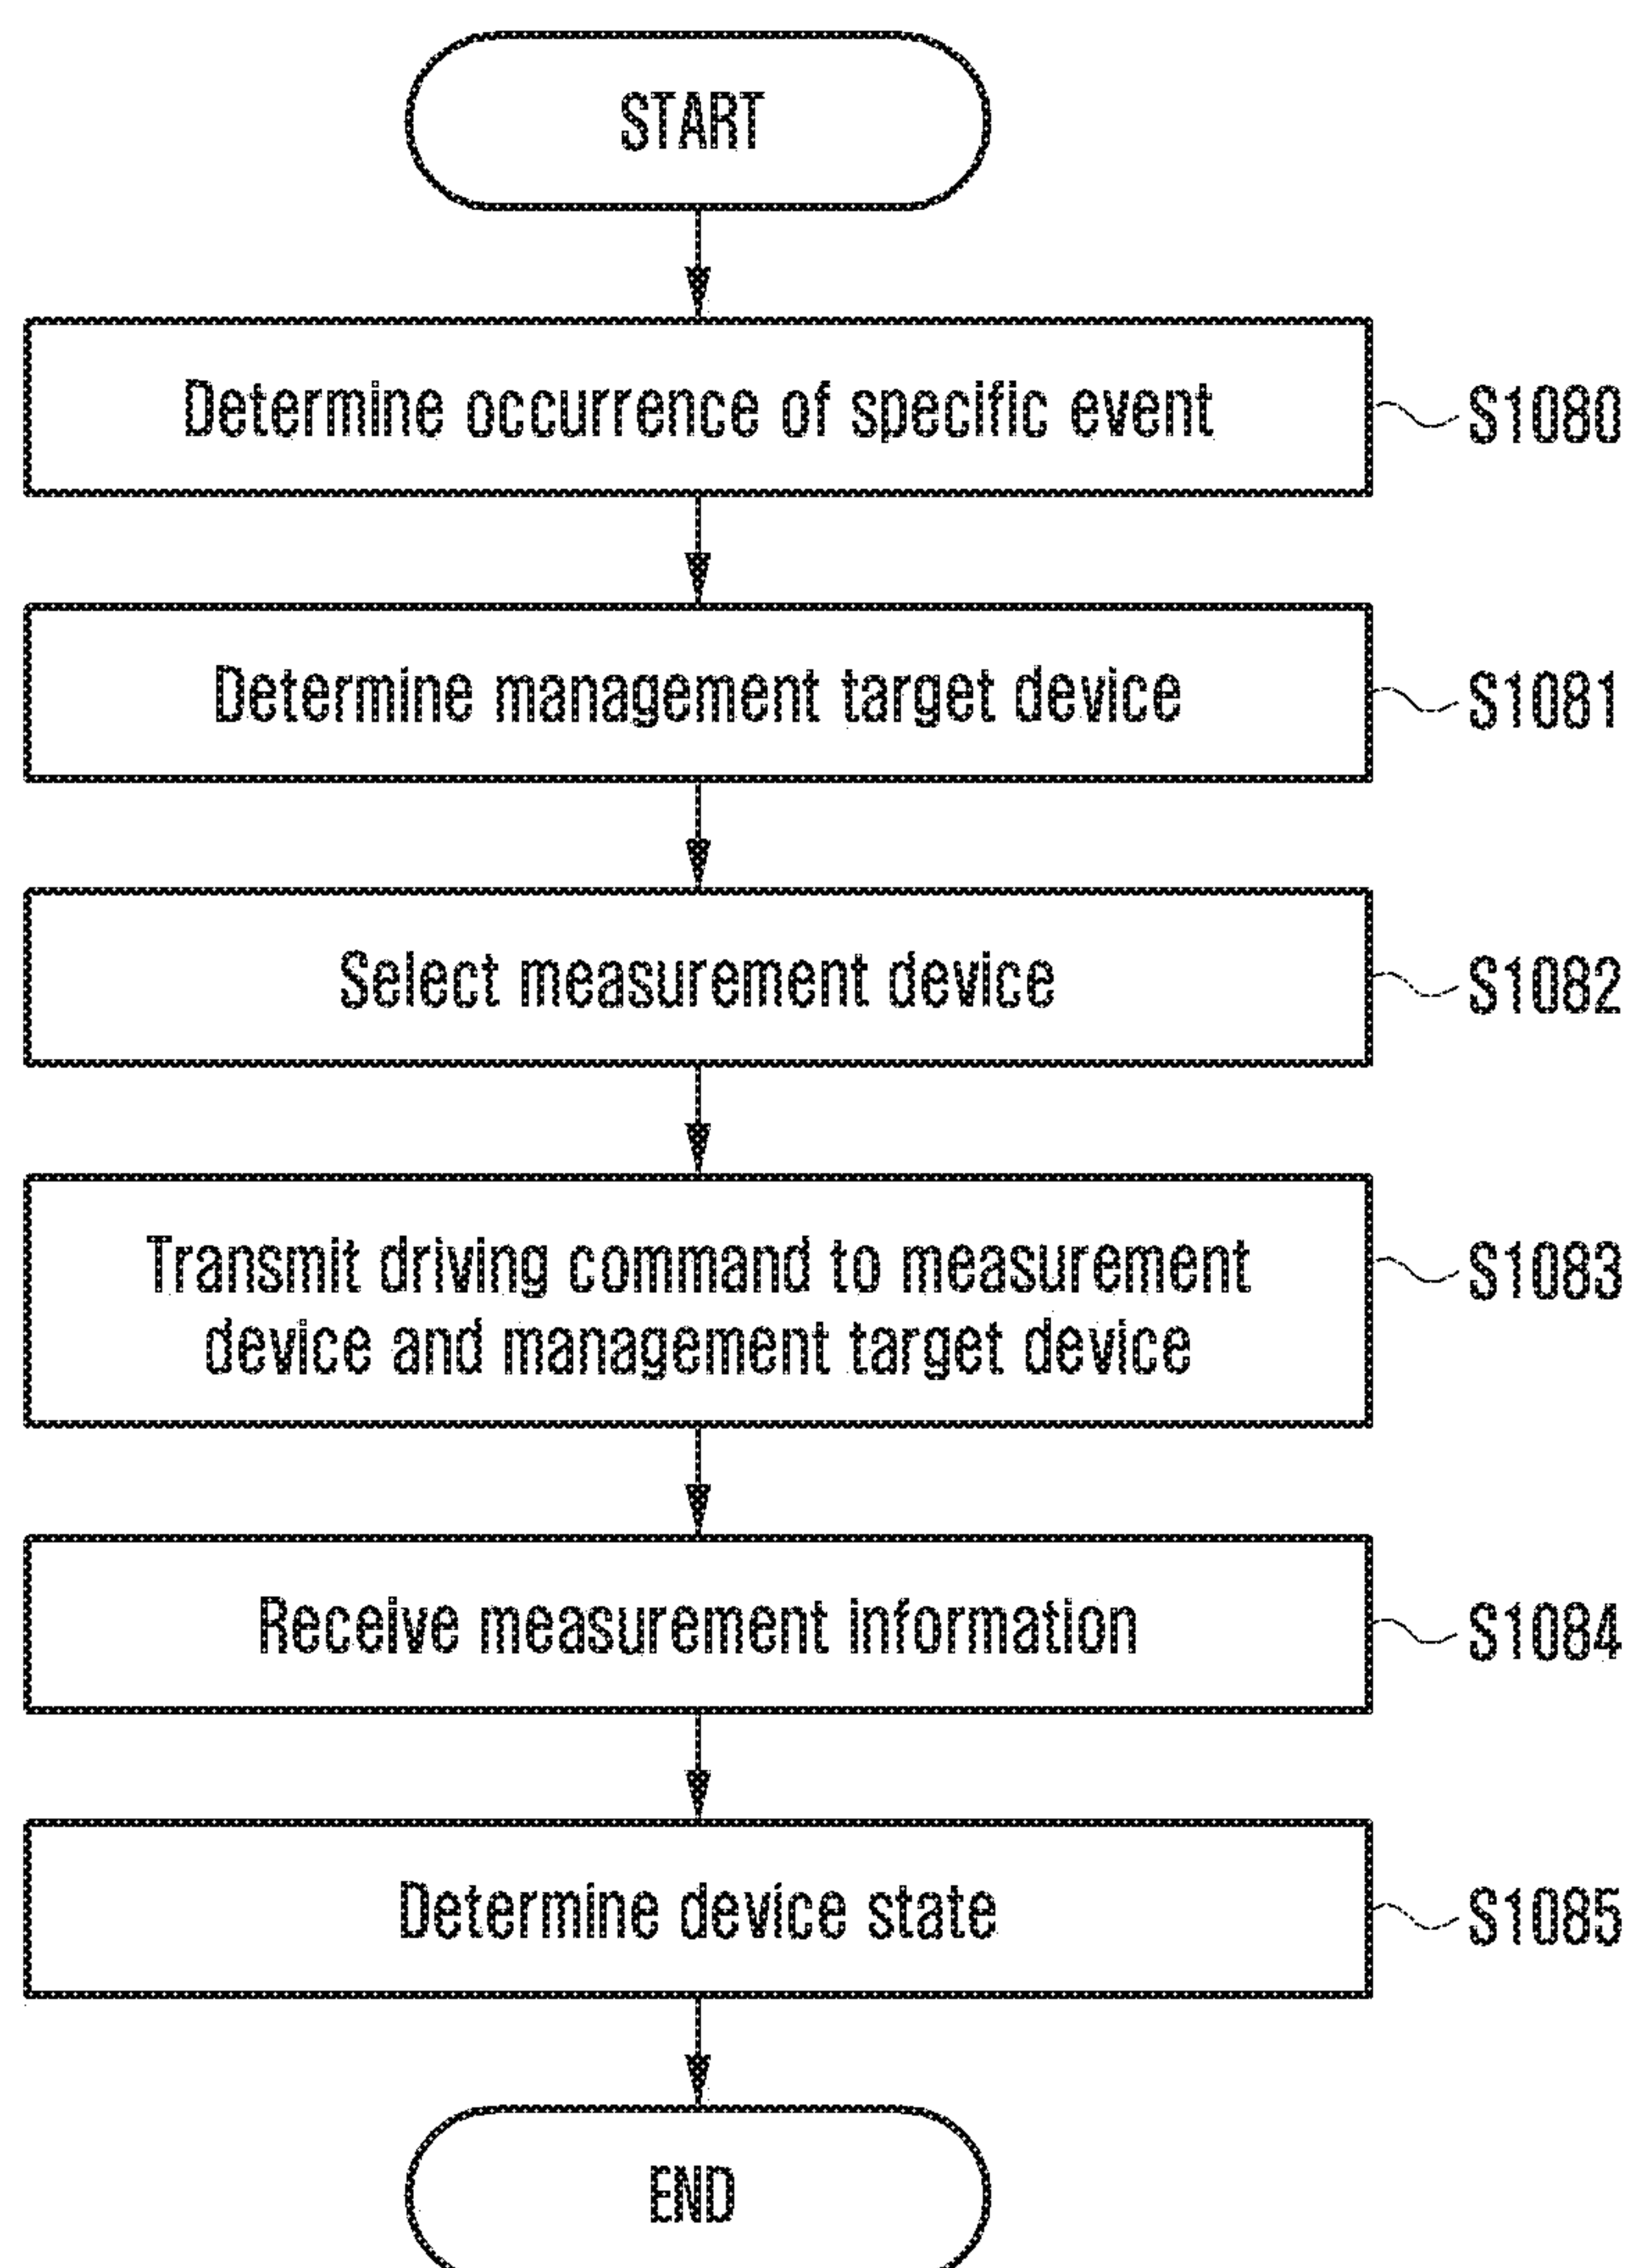 START
Determine occurrence of specific event
S1080
Determine management target device
S1081
Select measurement device
S1082
Transmit driving command to measurement
device and management target device
S1083
Receive measurement information
S1084
Determine device state
S1085
END